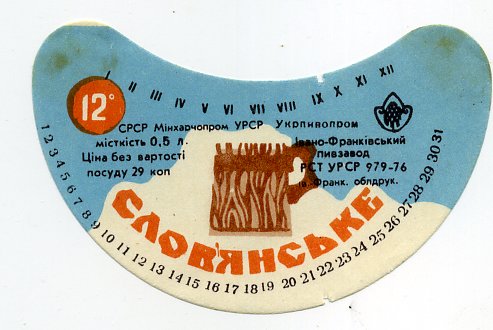 I II III IV V VI VII VIII IX X XI XII
12°
СРСР Мінхарчопром УРСР Укрпивопром
місткість 0,5 л.
Ціна без вартості
посуду 29 коп
Івано-Франківський
пивзавод
РСТ УРСР 979-76
Ів. Франк. облдрук.
СЛОВ'ЯНСЬКЕ
1 2 3 4 5 6 7 8 9 10 11 12 13 14 15 16 17 18 19 20 21 22 23 24 25 26 27 28 29 30 31